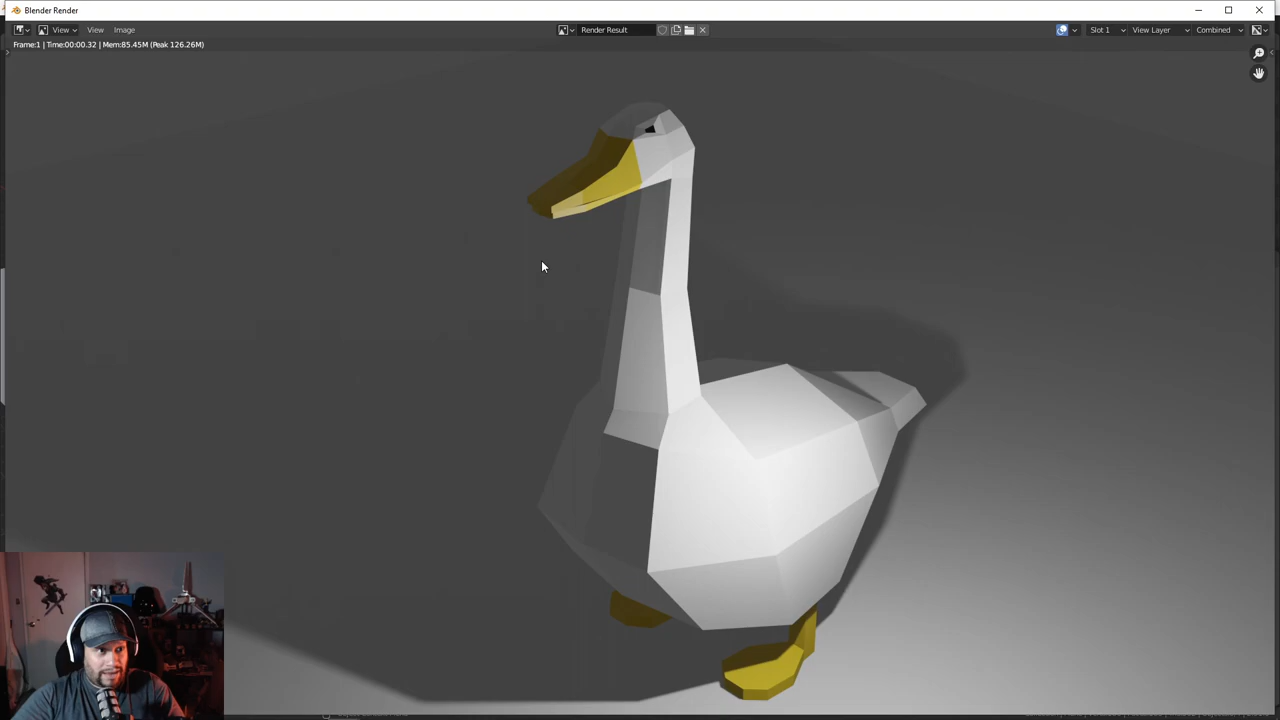 Blender Render
View View Image Render Result Slot 1 View Layer Combined
Frame:1 | Time:00:00.32 | Mem:85.45M (Peak 126.26M)